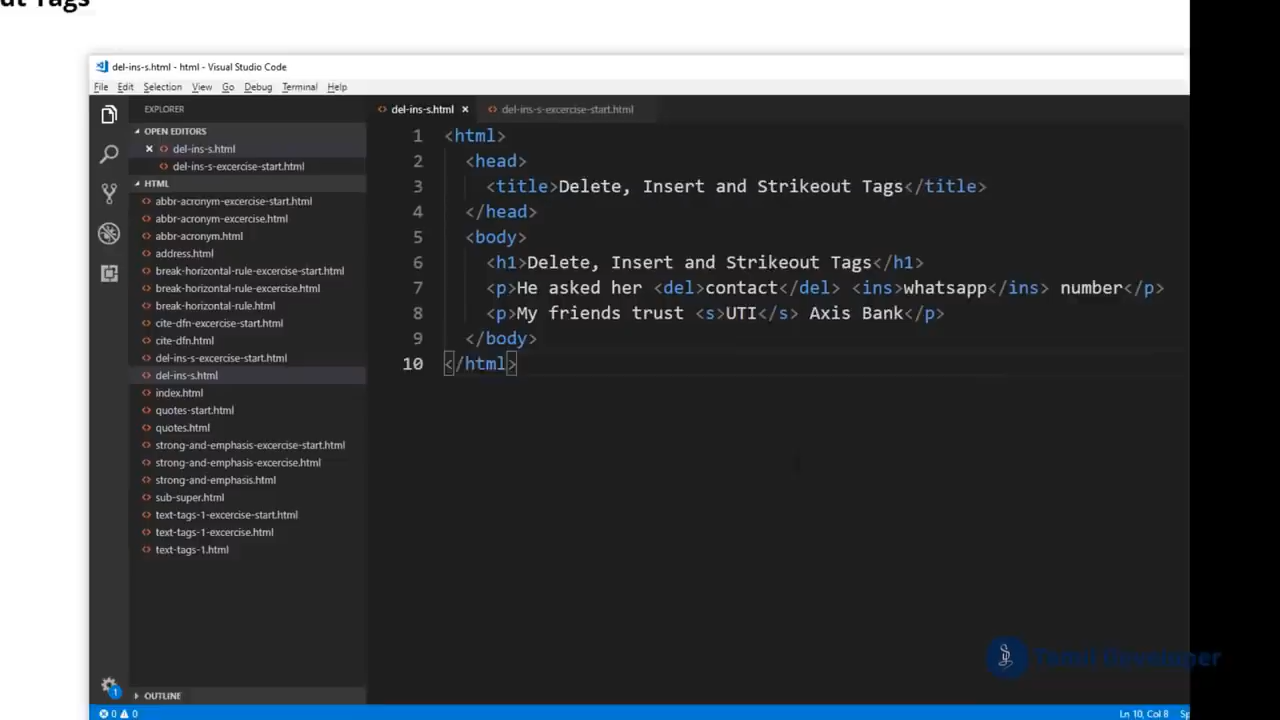 ut Tags
del-ins-s.html - html - Visual Studio Code
File Edit Selection View Go Debug Terminal Help
EXPLORER
OPEN EDITORS
del-ins-s.html
del-ins-s-excercise-start.html
HTML
abbr-acronym-excercise-start.html
abbr-acronym-excercise.html
abbr-acronym.html
address.html
break-horizontal-rule-excercise-start.html
break-horizontal-rule-excercise.html
break-horizontal-rule.html
cite-dfn-excercise-start.html
cite-dfn.html
del-ins-s-excercise-start.html
del-ins-s.html
index.html
quotes-start.html
quotes.html
strong-and-emphasis-excercise-start.html
strong-and-emphasis-excercise.html
strong-and-emphasis.html
sub-super.html
text-tags-1-excercise-start.html
text-tags-1-excercise.html
text-tags-1.html
OUTLINE
del-ins-s.html del-ins-s-excercise-start.html
1 <html>
2 <head>
3 <title>Delete, Insert and Strikeout Tags</title>
4 </head>
5 <body>
6 <h1>Delete, Insert and Strikeout Tags</h1>
7 <p>He asked her <del>contact</del> <ins>whatsapp</ins> number</p>
8 <p>My friends trust <s>UTI</s> Axis Bank</p>
9 </body>
10 </html>
Tamil Developer
1
0 0 Ln 10, Col 8 Sp